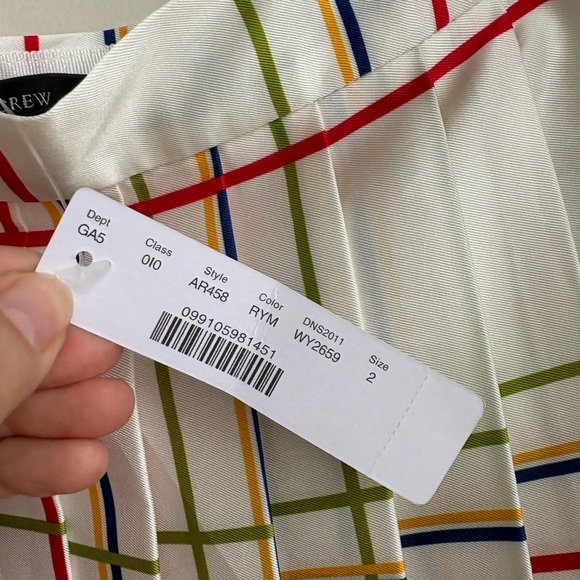 REW
Dept Class Style Color DNS2011 Size
GA5 0I0 AR458 RYM WY2659 2
099105981451